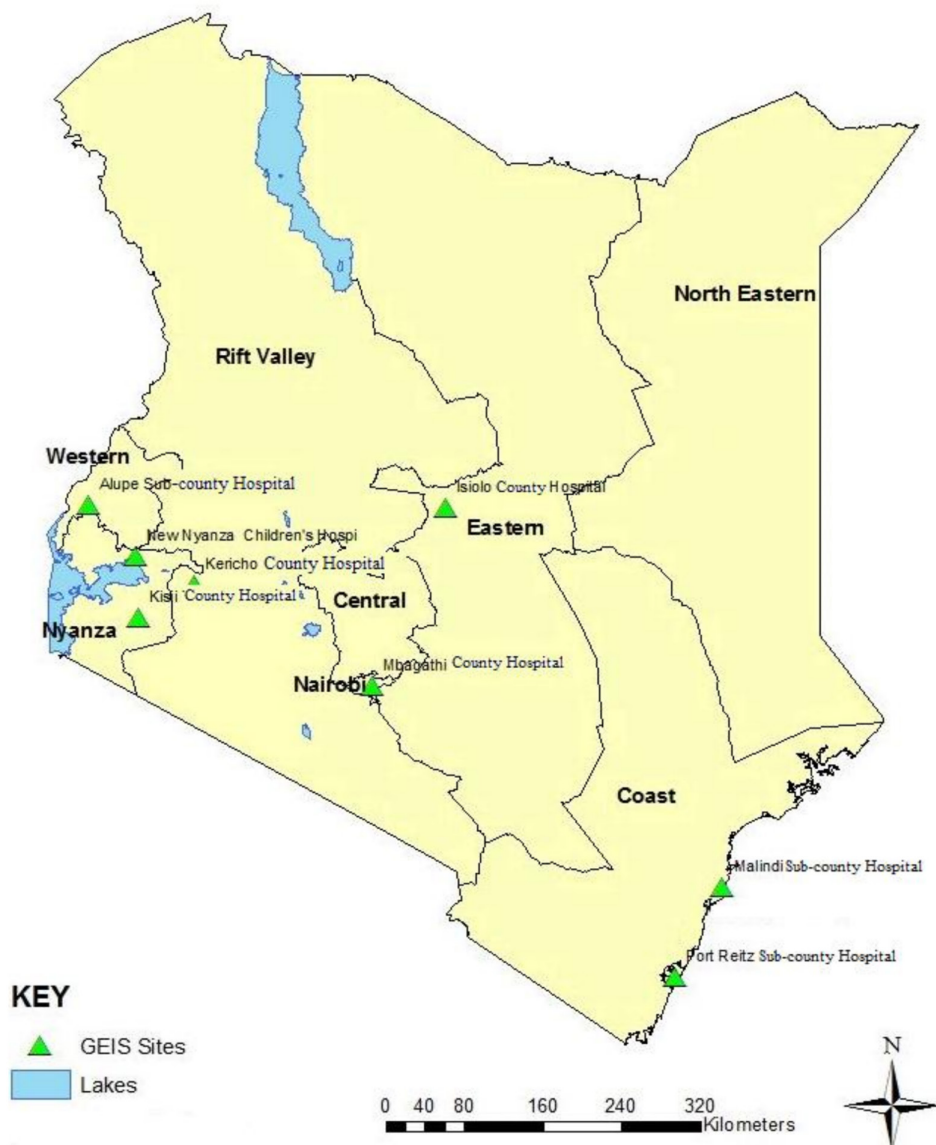 North Eastern
Rift Valley
Western
Alupe Sub-county Hospital
Isiolo County Hospital
Eastern
New Nyanza Children's Hospi
Kericho County Hospital
Kisii County Hospital
Central
Nyanza
Mbagathi County Hospital
Nairobi
Coast
Malindi Sub-county Hospital
Port Reitz Sub-county Hospital
KEY
GEIS Sites
Lakes
N
0 40 80 160 240 320
Kilometers